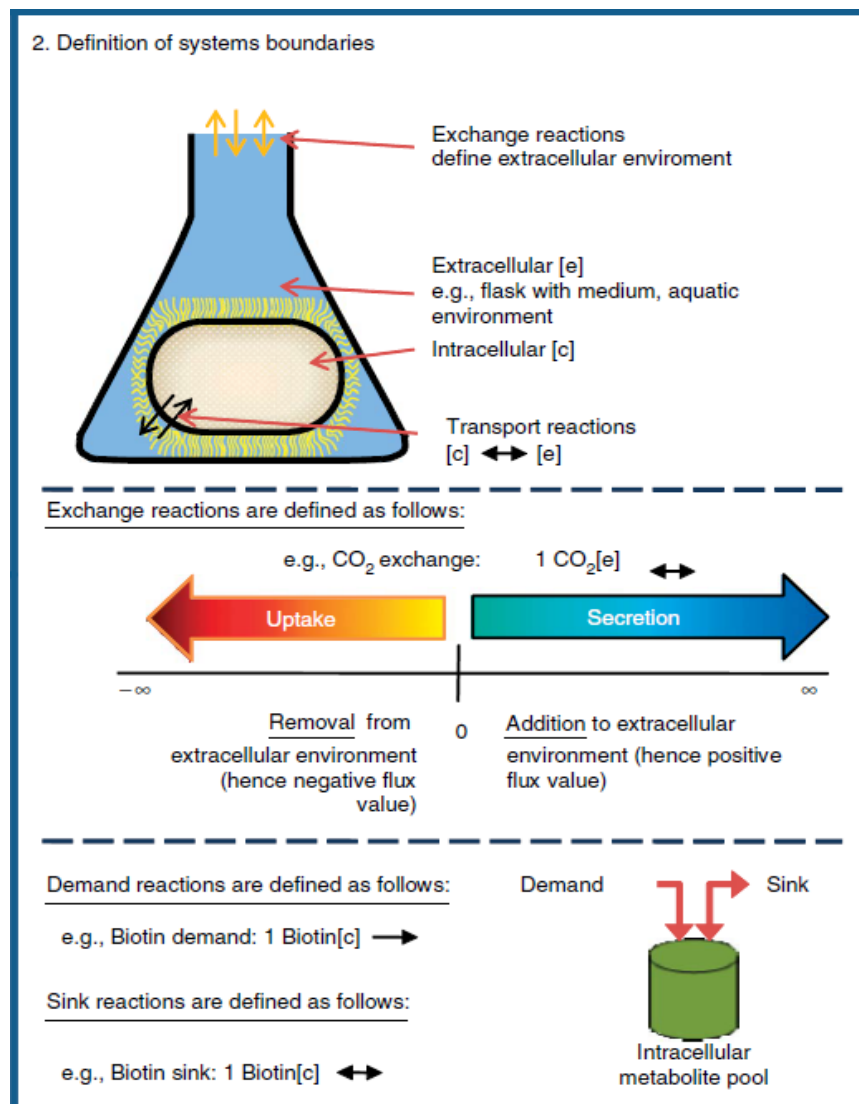 2. Definition of systems boundaries
Exchange reactions
define extracellular enviroment
Extracellular [e]
e.g., flask with medium, aquatic
environment
Intracellular [c]
Transport reactions
[c] ↔ [e]
Exchange reactions are defined as follows:
e.g., CO₂ exchange: 1 CO₂[e] ↔
Uptake
Secretion
−∞
0
∞
Removal from
extracellular environment
(hence negative flux
value)
Addition to extracellular
environment (hence positive
flux value)
Demand reactions are defined as follows:
e.g., Biotin demand: 1 Biotin[c] →
Sink reactions are defined as follows:
e.g., Biotin sink: 1 Biotin[c] ↔
Demand
Sink
Intracellular
metabolite pool